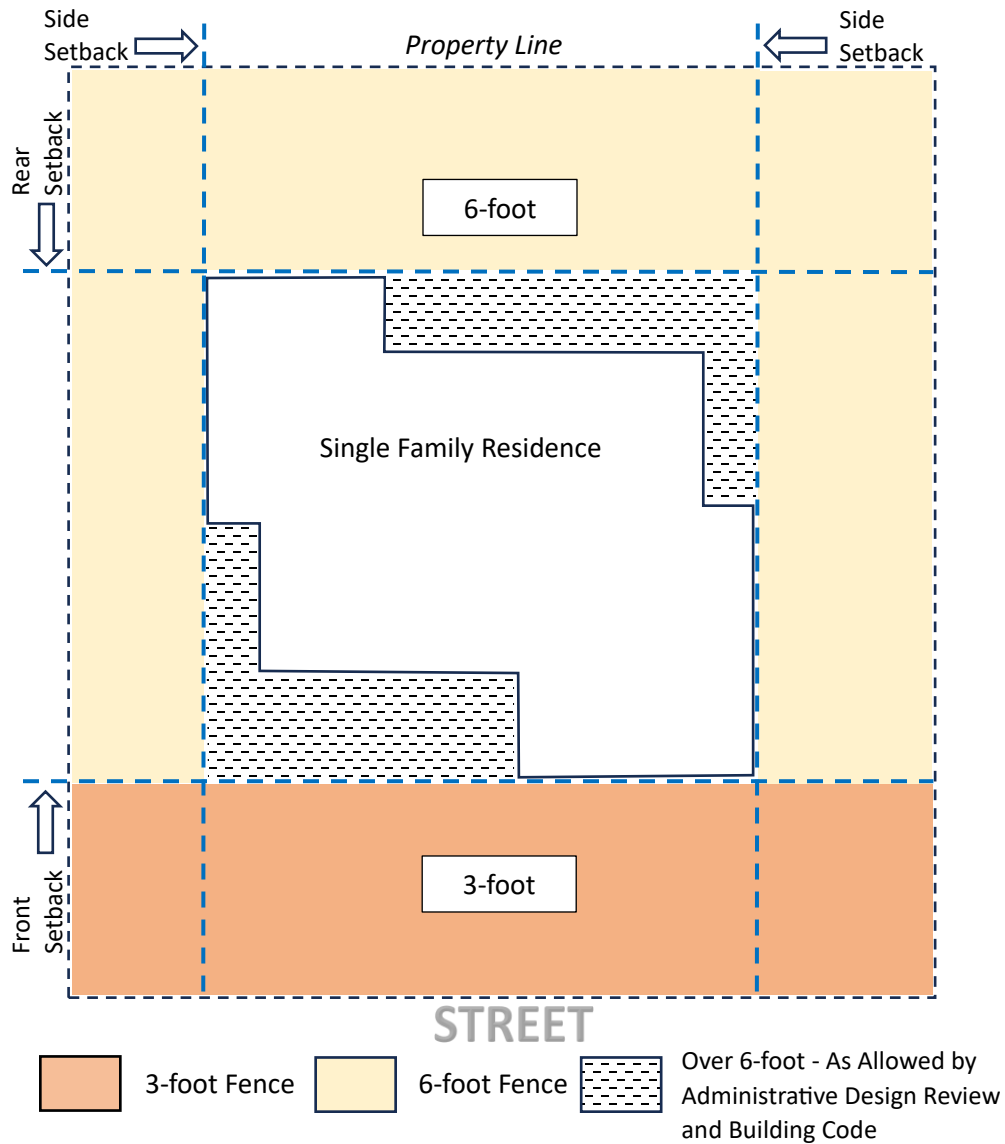 Side
Setback
Property Line
Side
Setback
Rear
Setback
6-foot
Single Family Residence
Front
Setback
3-foot
STREET
3-foot Fence
6-foot Fence
Over 6-foot - As Allowed by
Administrative Design Review
and Building Code